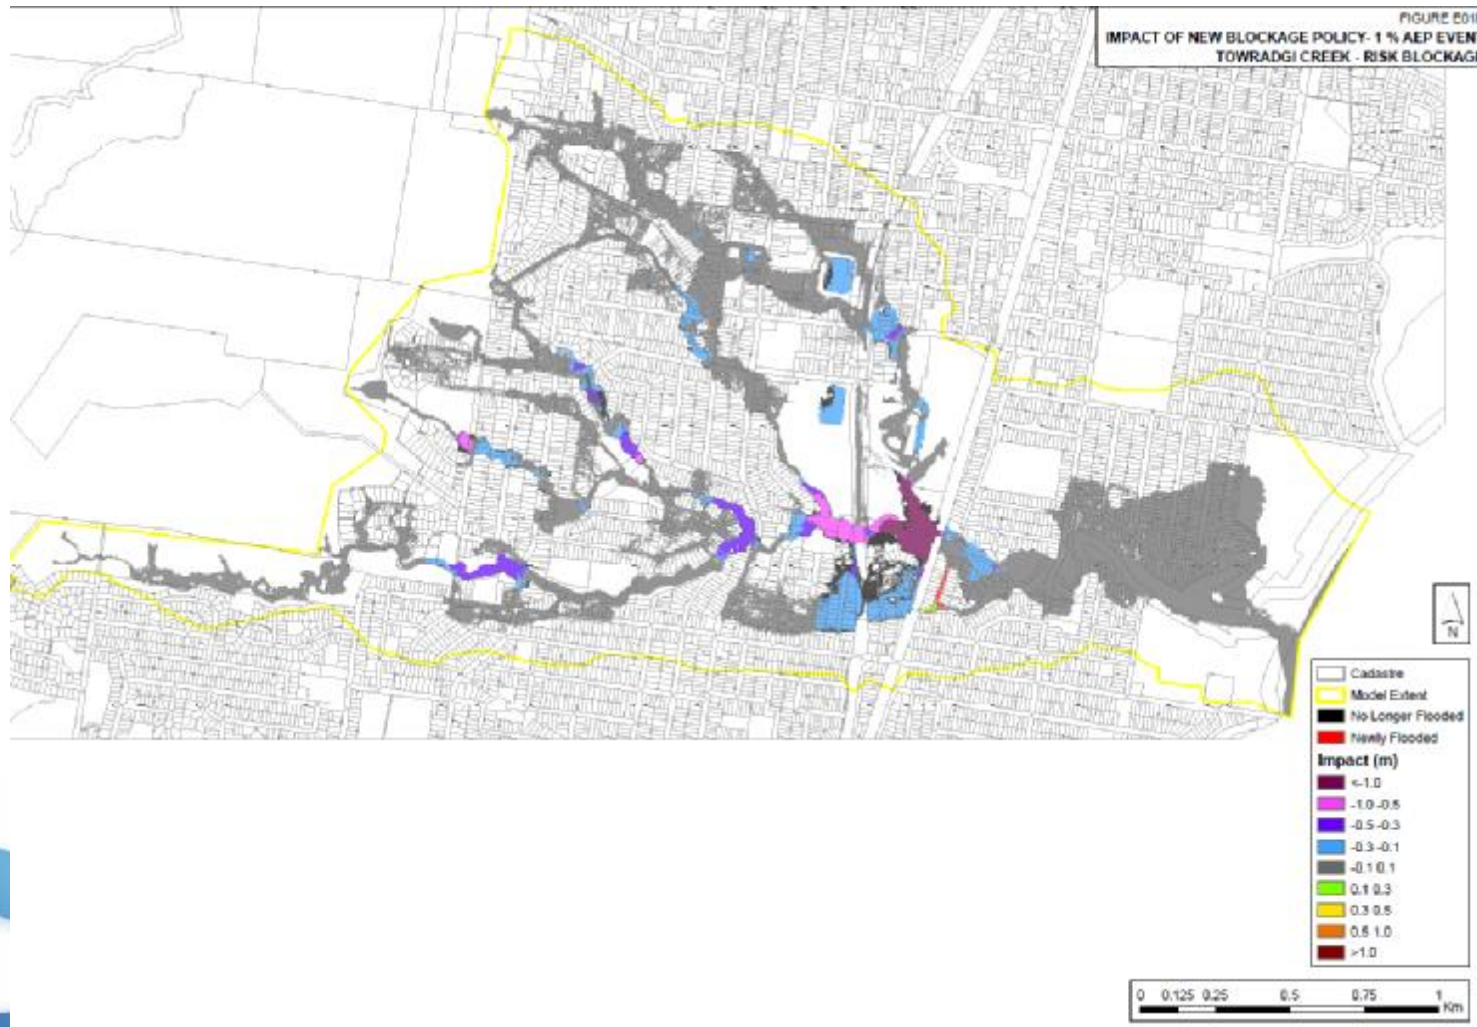 FIGURE E01
IMPACT OF NEW BLOCKAGE POLICY- 1 % AEP EVENT
TOWRADGI CREEK - RISK BLOCKAGE
N
Cadastre
Model Extent
No Longer Flooded
Newly Flooded
Impact (m)
<-1.0
-1.0 -0.5
-0.5 -0.3
-0.3 -0.1
-0.1 0.1
0.1 0.3
0.3 0.5
0.5 1.0
>1.0
0 0.125 0.25 0.5 0.75 1
Km